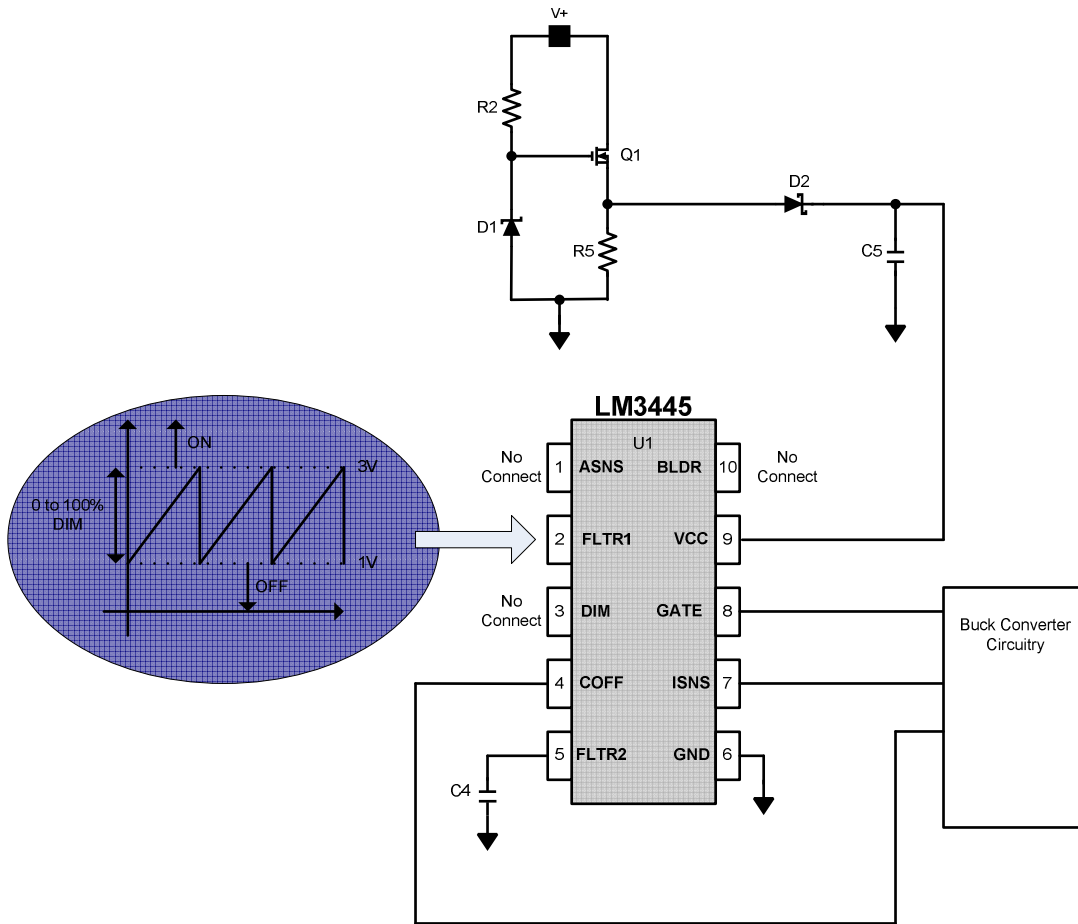 V+
R2
Q1
D1
R5
D2
C5
LM3445
U1
No
Connect
1
ASNS
BLDR
10
No
Connect
ON
3V
0 to 100%
DIM
1V
OFF
2
FLTR1
VCC
9
No
Connect
3
DIM
GATE
8
Buck Converter
Circuitry
4
COFF
ISNS
7
5
FLTR2
GND
6
C4